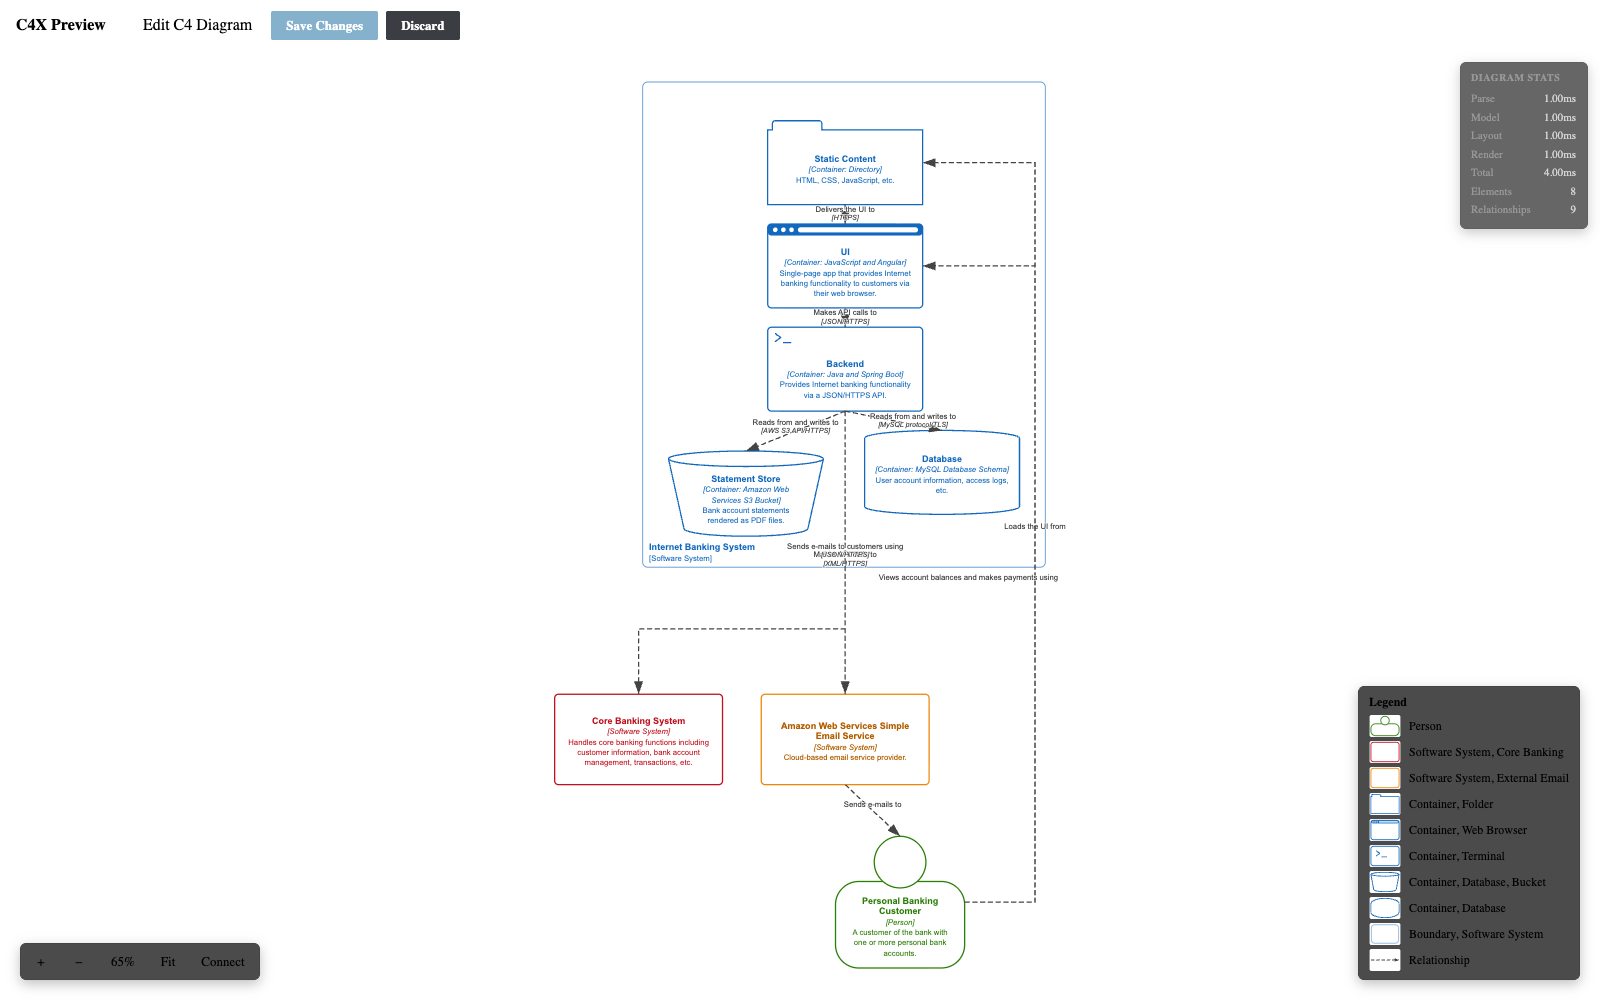 C4X Preview
Edit C4 Diagram
Save Changes
Discard
DIAGRAM STATS
Parse 1.00ms
Model 1.00ms
Layout 1.00ms
Render 1.00ms
Total 4.00ms
Elements 8
Relationships 9
Static Content
[Container: Directory]
HTML, CSS, JavaScript, etc.
Delivers the UI to
[HTTPS]
UI
[Container: JavaScript and Angular]
Single-page app that provides Internet
banking functionality to customers via
their web browser.
Makes API calls to
[JSON/HTTPS]
>_
Backend
[Container: Java and Spring Boot]
Provides Internet banking functionality
via a JSON/HTTPS API.
Reads from and writes to
[AWS S3 API/HTTPS]
Reads from and writes to
[MySQL protocol/TLS]
Statement Store
[Container: Amazon Web
Services S3 Bucket]
Bank account statements
rendered as PDF files.
Database
[Container: MySQL Database Schema]
User account information, access logs,
etc.
Loads the UI from
Internet Banking System
[Software System]
Sends e-mails to customers using
[XML/HTTPS]
Views account balances and makes payments using
Core Banking System
[Software System]
Handles core banking functions including
customer information, bank account
management, transactions, etc.
Amazon Web Services Simple
Email Service
[Software System]
Cloud-based email service provider.
Sends e-mails to
Personal Banking
Customer
[Person]
A customer of the bank with
one or more personal bank
accounts.
Legend
Person
Software System, Core Banking
Software System, External Email
Container, Folder
Container, Web Browser
>_ Container, Terminal
Container, Database, Bucket
Container, Database
Boundary, Software System
Relationship
+ − 65% Fit Connect